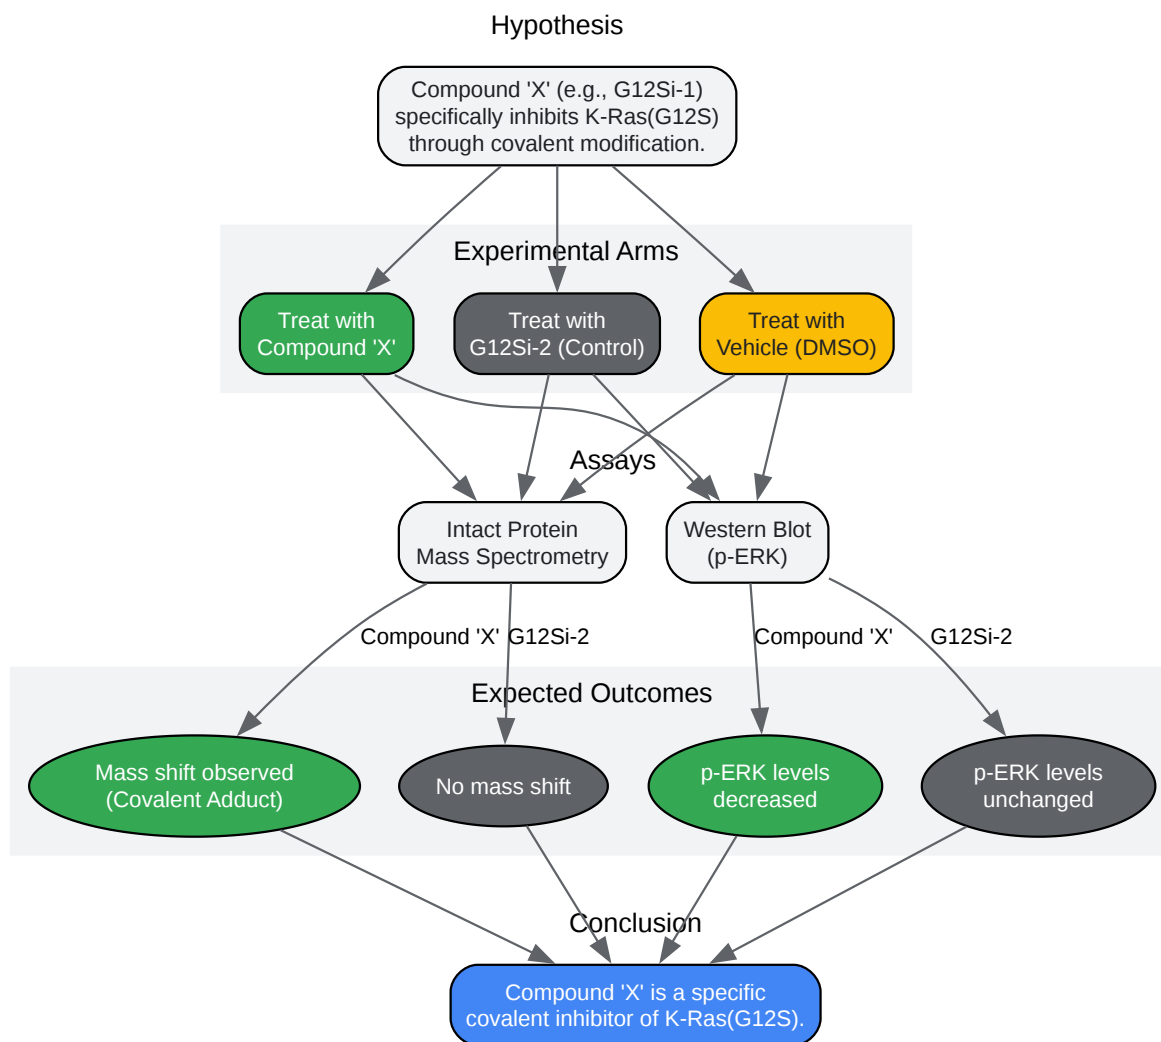 Hypothesis
Compound 'X' (e.g., G12Si-1)
specifically inhibits K-Ras(G12S)
through covalent modification.
Experimental Arms
Treat with
Compound 'X'
Treat with
G12Si-2 (Control)
Treat with
Vehicle (DMSO)
Assays
Intact Protein
Mass Spectrometry
Western Blot
(p-ERK)
Compound 'X'
G12Si-2
Compound 'X'
G12Si-2
Expected Outcomes
Mass shift observed
(Covalent Adduct)
No mass shift
p-ERK levels
decreased
p-ERK levels
unchanged
Conclusion
Compound 'X' is a specific
covalent inhibitor of K-Ras(G12S).